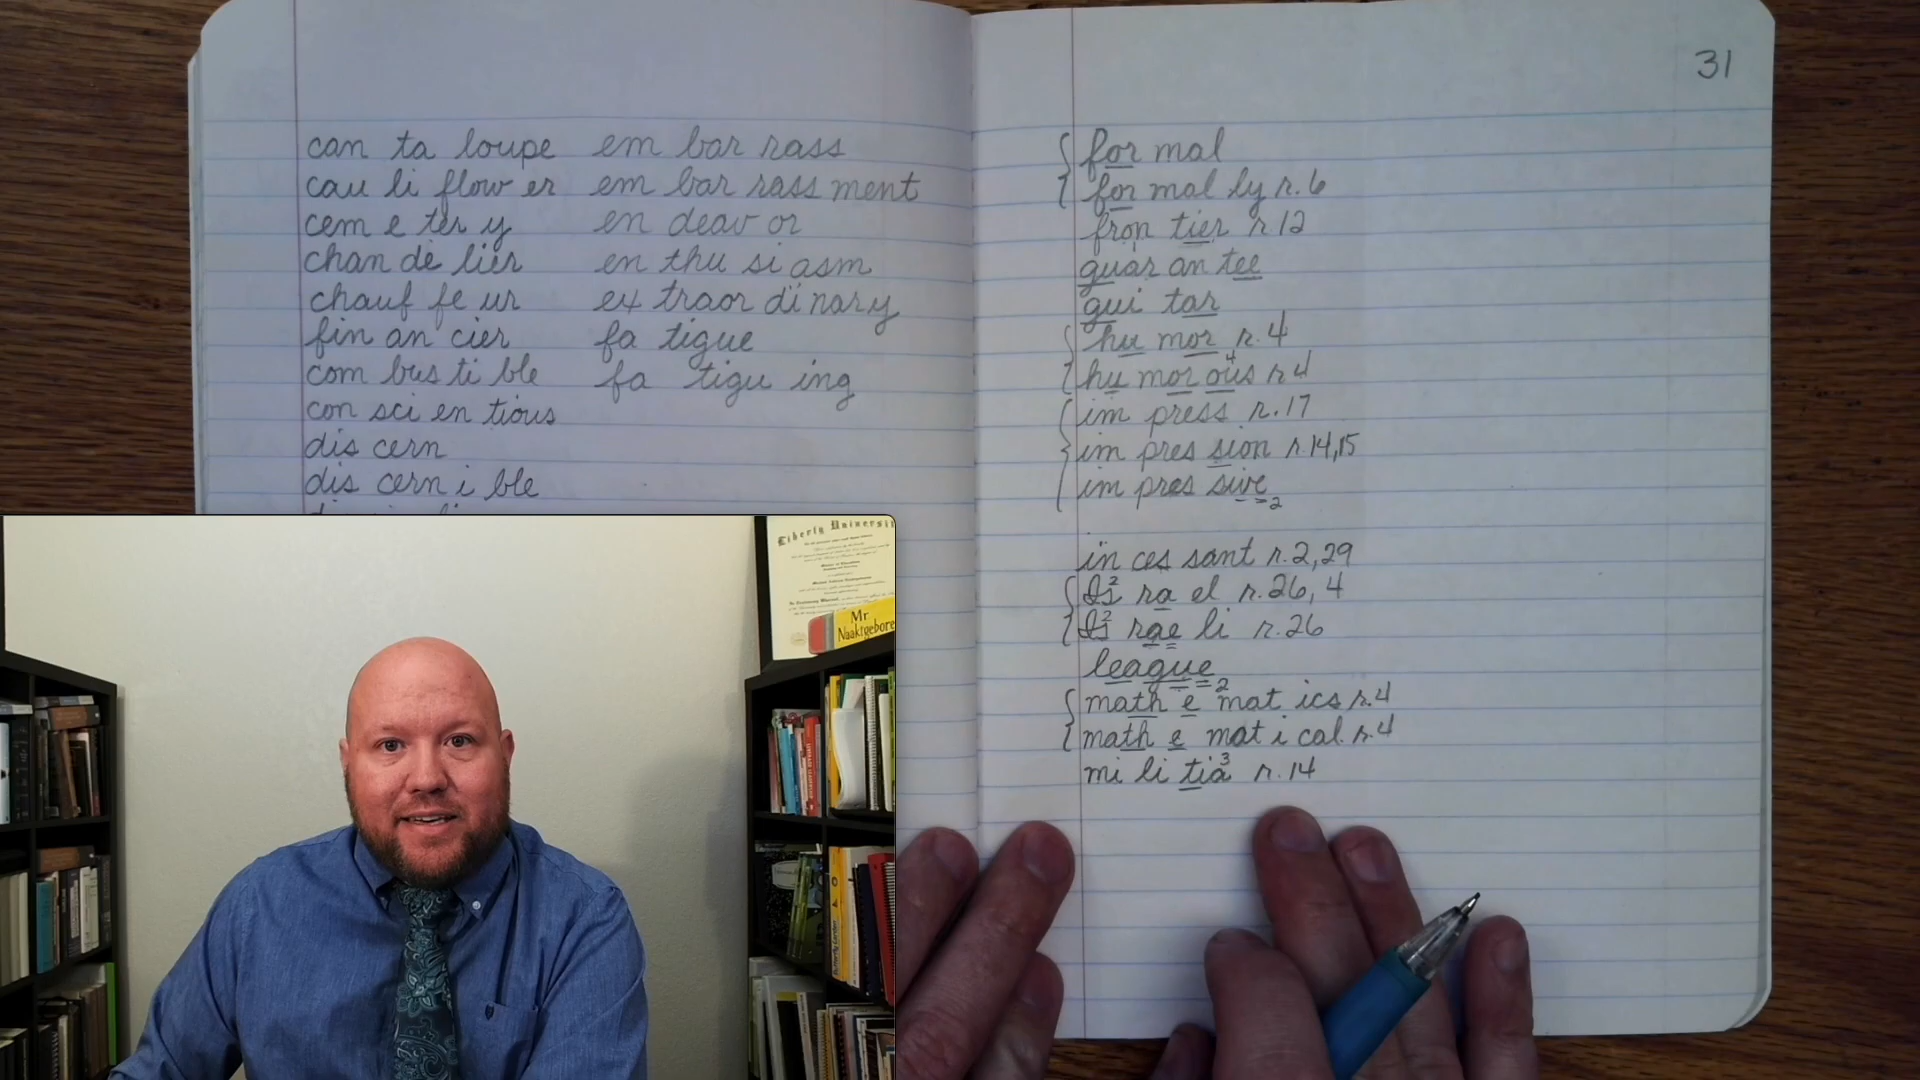 can ta loupe em bar rass
cau li flow er em bar rass ment
cem e ter y en deav or
chan de lier en thu si asm
chauf fe ur ex traor di nary
fin an cier fa tigue
com bus ti ble fa tigu ing
con sci en tious
dis cern
dis cern i ble
31
for mal
for mal ly r. 6
fron tier r 12
guar an tee
gui tar
hu mor r. 4
hu mor ous r 4
im press r. 17
im pres sion r. 14, 15
im pres sive 2
in ces sant r. 2, 29
Is ra el r. 26, 4
Is rae li r. 26
league 2
math e mat ics r. 4
math e mat i cal r. 4
mi li tia r. 14
Liberty Universi
Mr
Naaktgebore